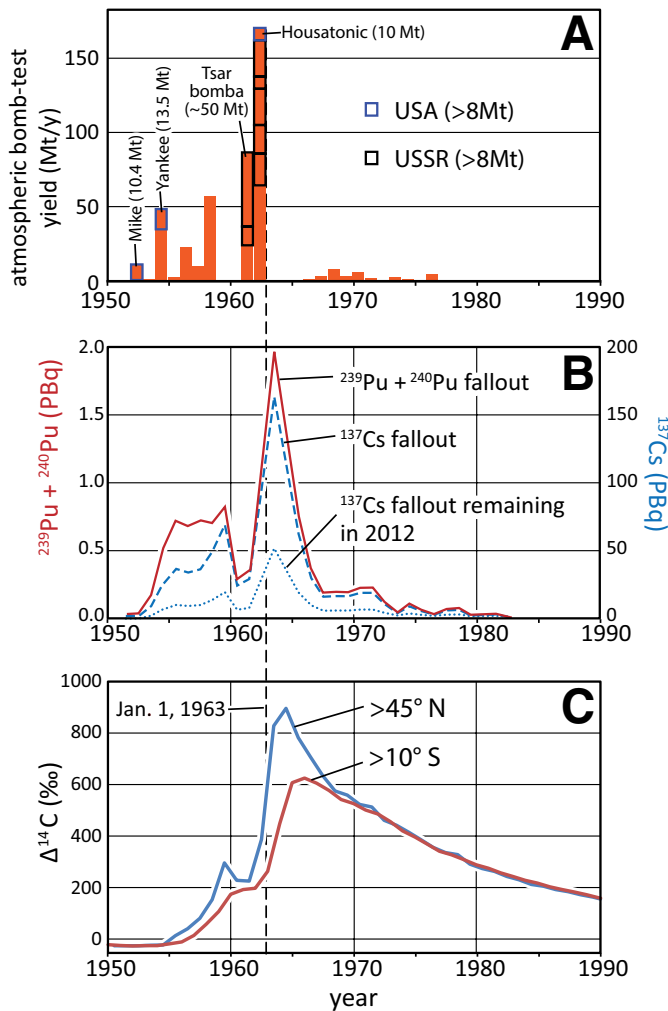 A
atmospheric bomb-test
yield (Mt/y)
150
100
50
0
Mike (10.4 Mt)
Yankee (13.5 Mt)
Tsar
bomba
(~50 Mt)
Housatonic (10 Mt)
USA (>8Mt)
USSR (>8Mt)
1950 1960 1970 1980 1990
B
²³⁹Pu + ²⁴⁰Pu (PBq)
2.0
1.5
1.0
0.5
0.0
²³⁹Pu + ²⁴⁰Pu fallout
¹³⁷Cs fallout
¹³⁷Cs fallout remaining
in 2012
200
150
100
50
0
¹³⁷Cs (PBq)
1950 1960 1970 1980 1990
C
Δ¹⁴C (‰)
1000
800
600
400
200
0
Jan. 1, 1963
>45° N
>10° S
1950 1960 1970 1980 1990
year